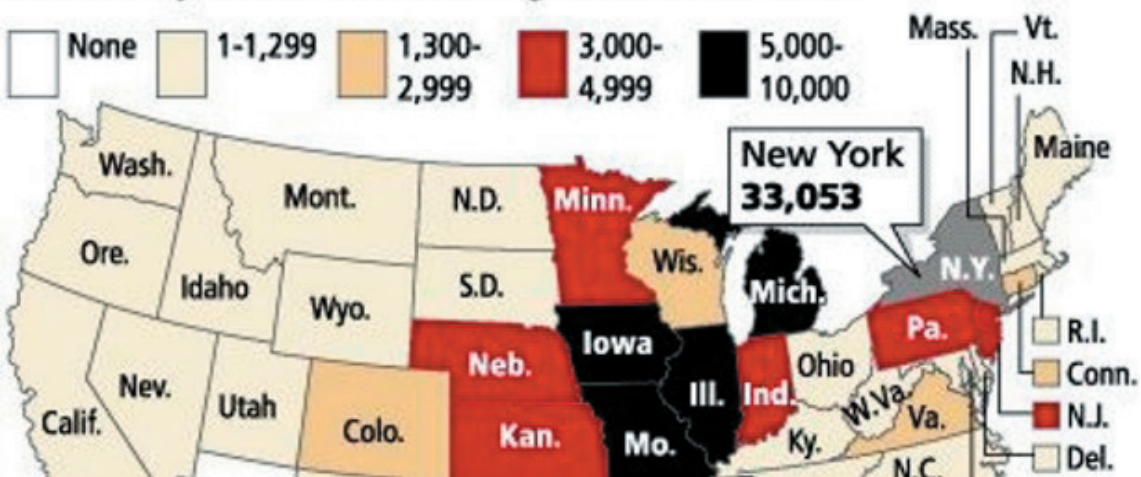 None
1-1,299
1,300-
2,999
3,000-
4,999
5,000-
10,000
Mass.
Vt.
N.H.
Maine
New York
33,053
Wash.
Mont.
N.D.
Minn.
Ore.
Idaho
Wyo.
S.D.
Wis.
Mich.
N.Y.
Iowa
Neb.
Pa.
R.I.
Nev.
Utah
Colo.
Ill.
Ind.
Ohio
Conn.
Calif.
Kan.
Mo.
Ky.
W.Va.
Va.
N.J.
N.C.
Del.